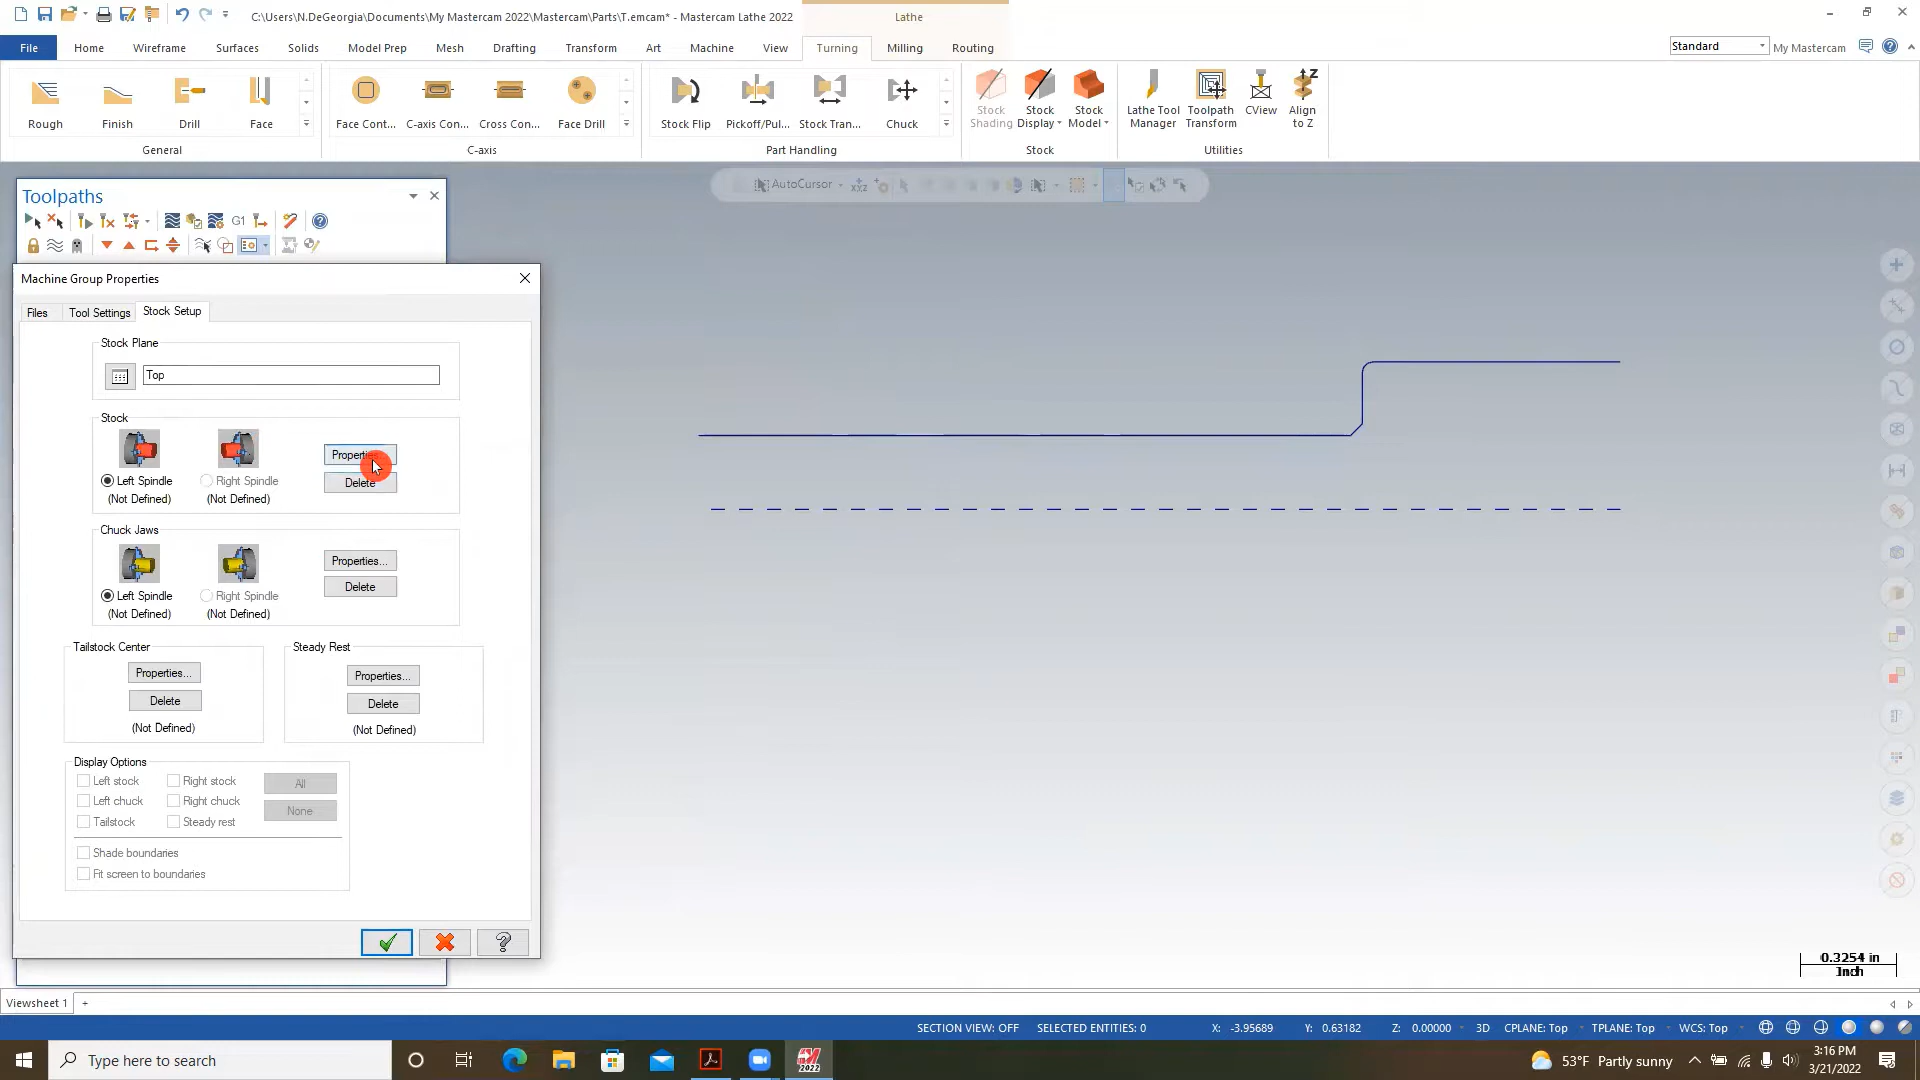 C:\Users\N.DeGeorgia\Documents\My Mastercam 2022\Mastercam\Parts\T.emcam* - Mastercam Lathe 2022
Lathe
File Home Wireframe Surfaces Solids Model Prep Mesh Drafting Transform Art Machine View Turning Milling Routing
Standard My Mastercam
Rough Finish Drill Face
Face Cont... C-axis Con... Cross Con... Face Drill
Stock Flip Pickoff/Pul... Stock Tran... Chuck
Stock Shading Stock Display Stock Model
Lathe Tool Manager Toolpath Transform CView Align to Z
General C-axis Part Handling Stock Utilities
AutoCursor
Toolpaths
G1
Machine Group Properties
Files Tool Settings Stock Setup
Stock Plane
Top
Stock
Properties...
Left Spindle Right Spindle Delete
(Not Defined) (Not Defined)
Chuck Jaws
Properties...
Delete
Left Spindle Right Spindle
(Not Defined) (Not Defined)
Tailstock Center Steady Rest
Properties... Properties...
Delete Delete
(Not Defined) (Not Defined)
Display Options
Left stock Right stock All
Left chuck Right chuck
None
Tailstock Steady rest
Shade boundaries
Fit screen to boundaries
0.3254 in
Inch
Viewsheet 1 +
SECTION VIEW: OFF SELECTED ENTITIES: 0 X: -3.95689 Y: 0.63182 Z: 0.00000 3D CPLANE: Top TPLANE: Top WCS: Top
Type here to search
2022
53°F Partly sunny
3:16 PM
3/21/2022